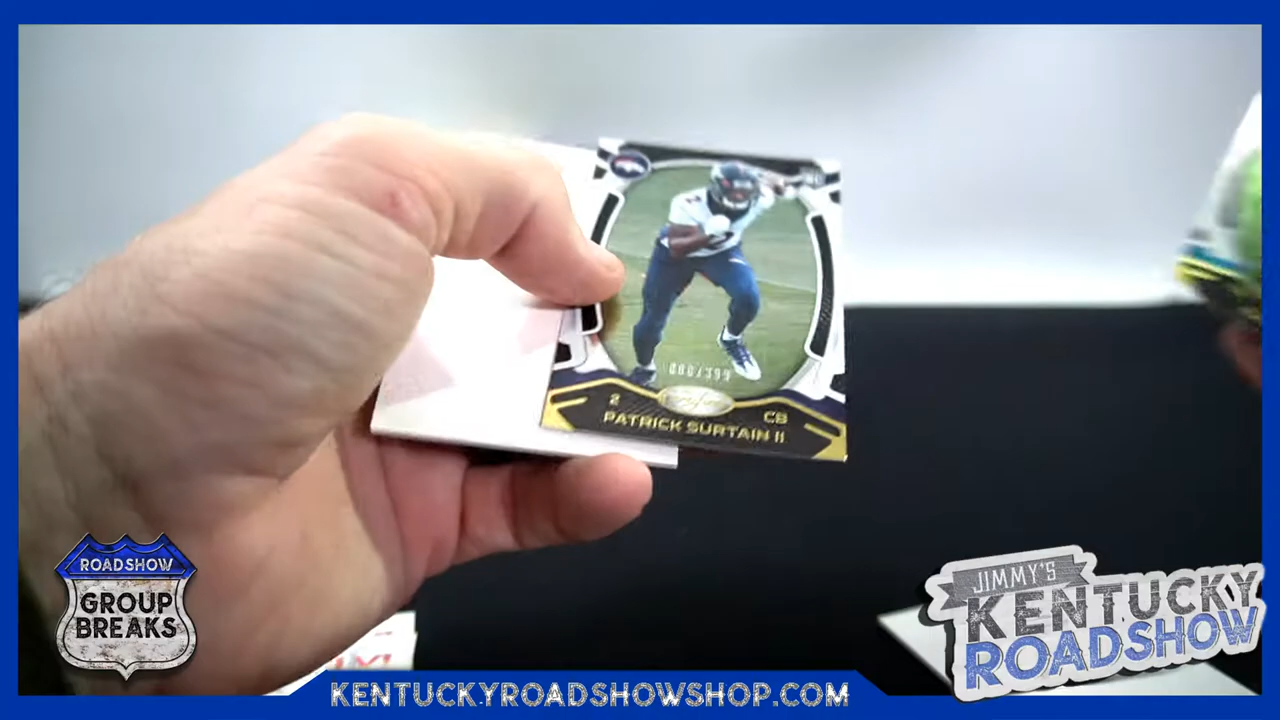 2
CB
PATRICK SURTAIN II
ROADSHOW
GROUP
BREAKS
JIMMY'S
KENTUCKY
ROADSHOW
KENTUCKYROADSHOWSHOP.COM